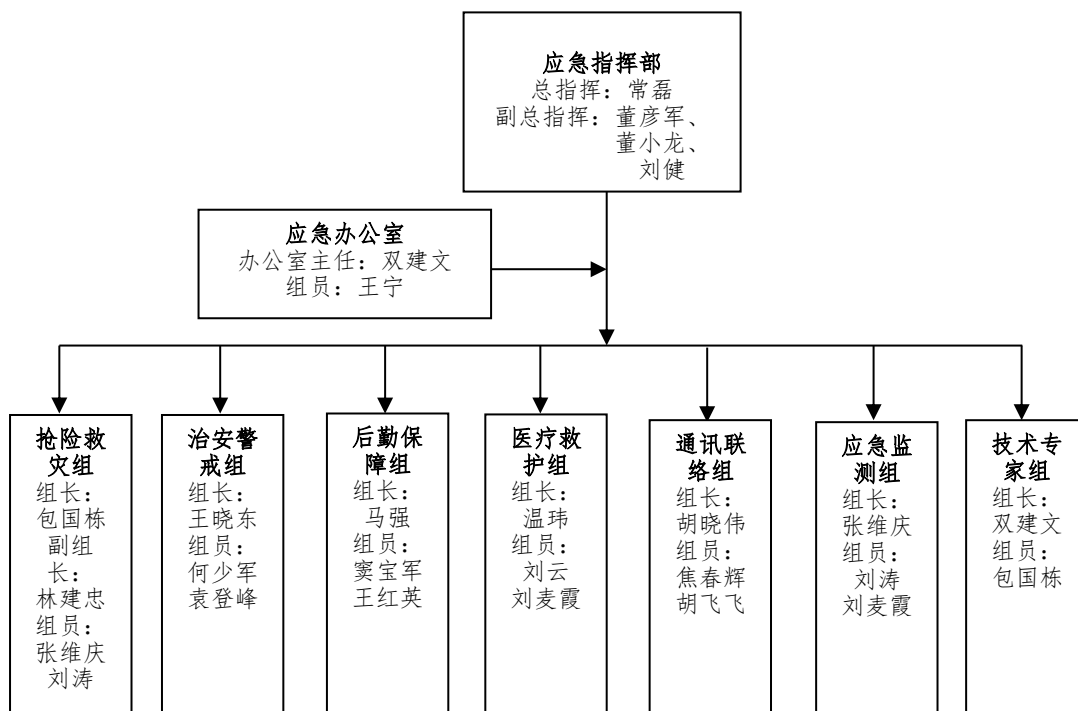 应急指挥部
总指挥：常磊
副总指挥：董彦军、
董小龙、
刘健
应急办公室
办公室主任：双建文
组员：王宁
抢险救
灾组
组长：
包国栋
副组
长：
林建忠
组员：
张维庆
刘涛
治安警
戒组
组长：
王晓东
组员：
何少军
袁登峰
后勤保
障组
组长：
马强
组员：
窦宝军
王红英
医疗救
护组
组长：
温玮
组员：
刘云
刘麦霞
通讯联
络组
组长：
胡晓伟
组员：
焦春辉
胡飞飞
应急监
测组
组长：
张维庆
组员：
刘涛
刘麦霞
技术专
家组
组长：
双建文
组员：
包国栋